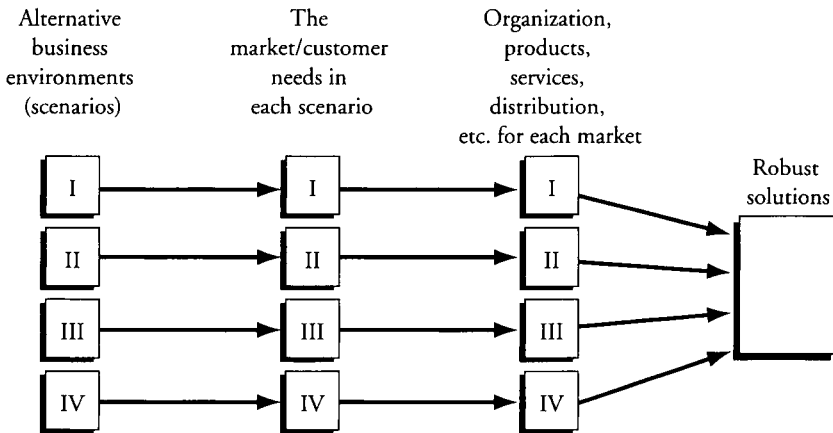 Alternative
business
environments
(scenarios)
The
market/customer
needs in
each scenario
Organization,
products,
services,
distribution,
etc. for each market
Robust
solutions
I
I
I
II
II
II
III
III
III
IV
IV
IV